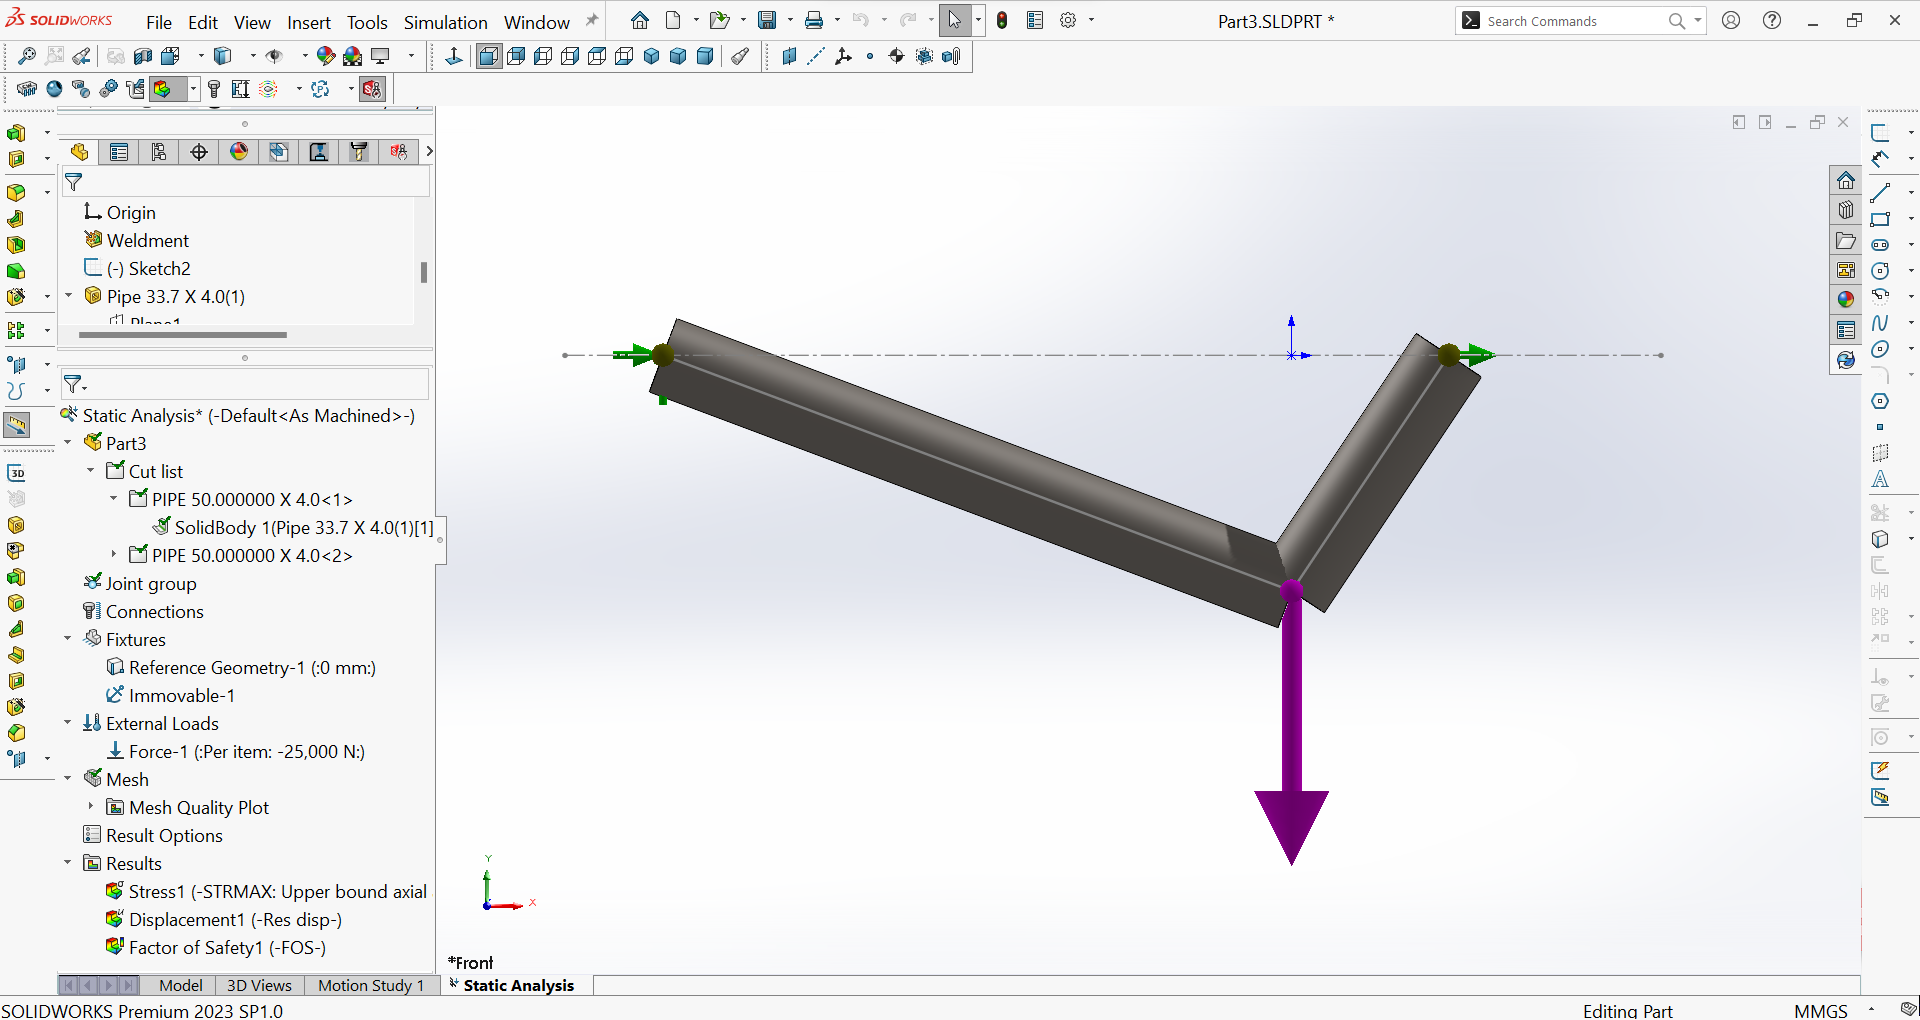 SOLIDWORKS File Edit View Insert Tools Simulation Window Part3.SLDPRT * Search Commands
Origin
Weldment
(-) Sketch2
Pipe 33.7 X 4.0(1)
Plane1
Static Analysis* (-Default<As Machined>-)
Part3
Cut list
PIPE 50.000000 X 4.0<1>
SolidBody 1(Pipe 33.7 X 4.0(1)[1]
PIPE 50.000000 X 4.0<2>
Joint group
Connections
Fixtures
Reference Geometry-1 (:0 mm:)
Immovable-1
External Loads
Force-1 (:Per item: -25,000 N:)
Mesh
Mesh Quality Plot
Result Options
Results
Stress1 (-STRMAX: Upper bound axial
Displacement1 (-Res disp-)
Factor of Safety1 (-FOS-)
3D
Y
X
*Front
Model 3D Views Motion Study 1 Static Analysis
SOLIDWORKS Premium 2023 SP1.0 Editing Part MMGS